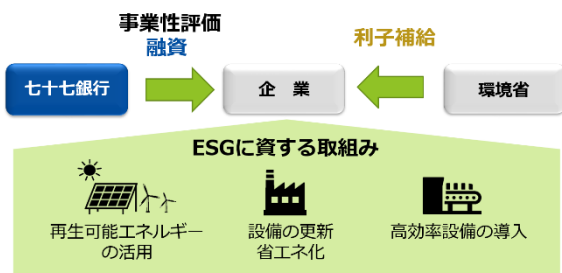 事業性評価
融資
利子補給
七十七銀行
企 業
環境省
ESGに資する取組み
再生可能エネルギー
の活用
設備の更新
省エネ化
高効率設備の導入